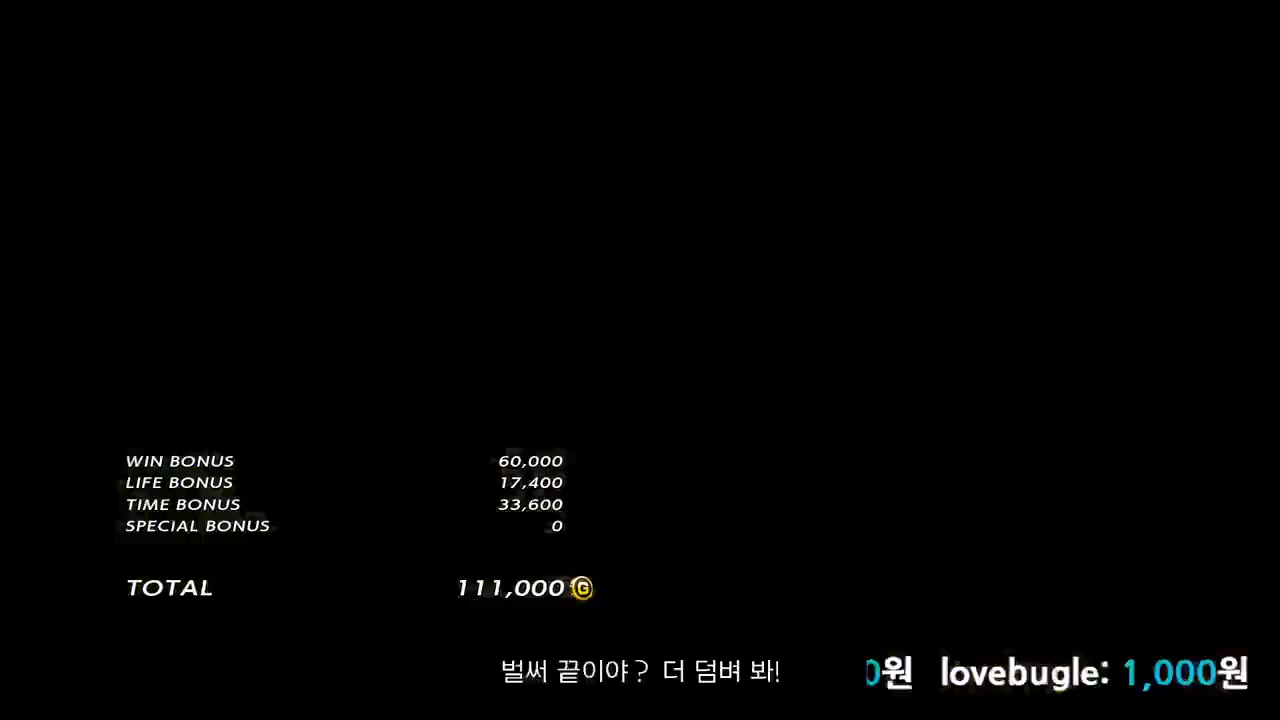 WIN BONUS 60,000
LIFE BONUS 17,400
TIME BONUS 33,600
SPECIAL BONUS 0
TOTAL 111,000 G
벌써 끝이야? 더 덤벼 봐!
0원 lovebugle: 1,000원